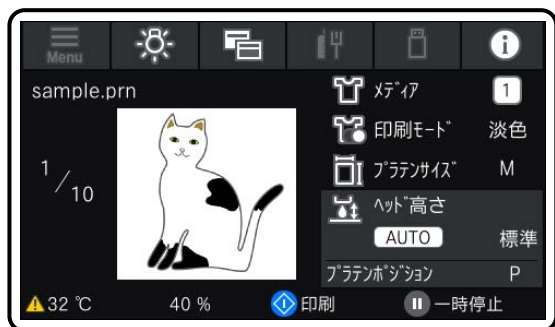 Menu
sample.prn
1/10
メディア 1
印刷モード 淡色
プラテンサイズ M
ヘッド高さ
AUTO 標準
プラテンポジション P
32 ℃ 40 % 印刷 一時停止